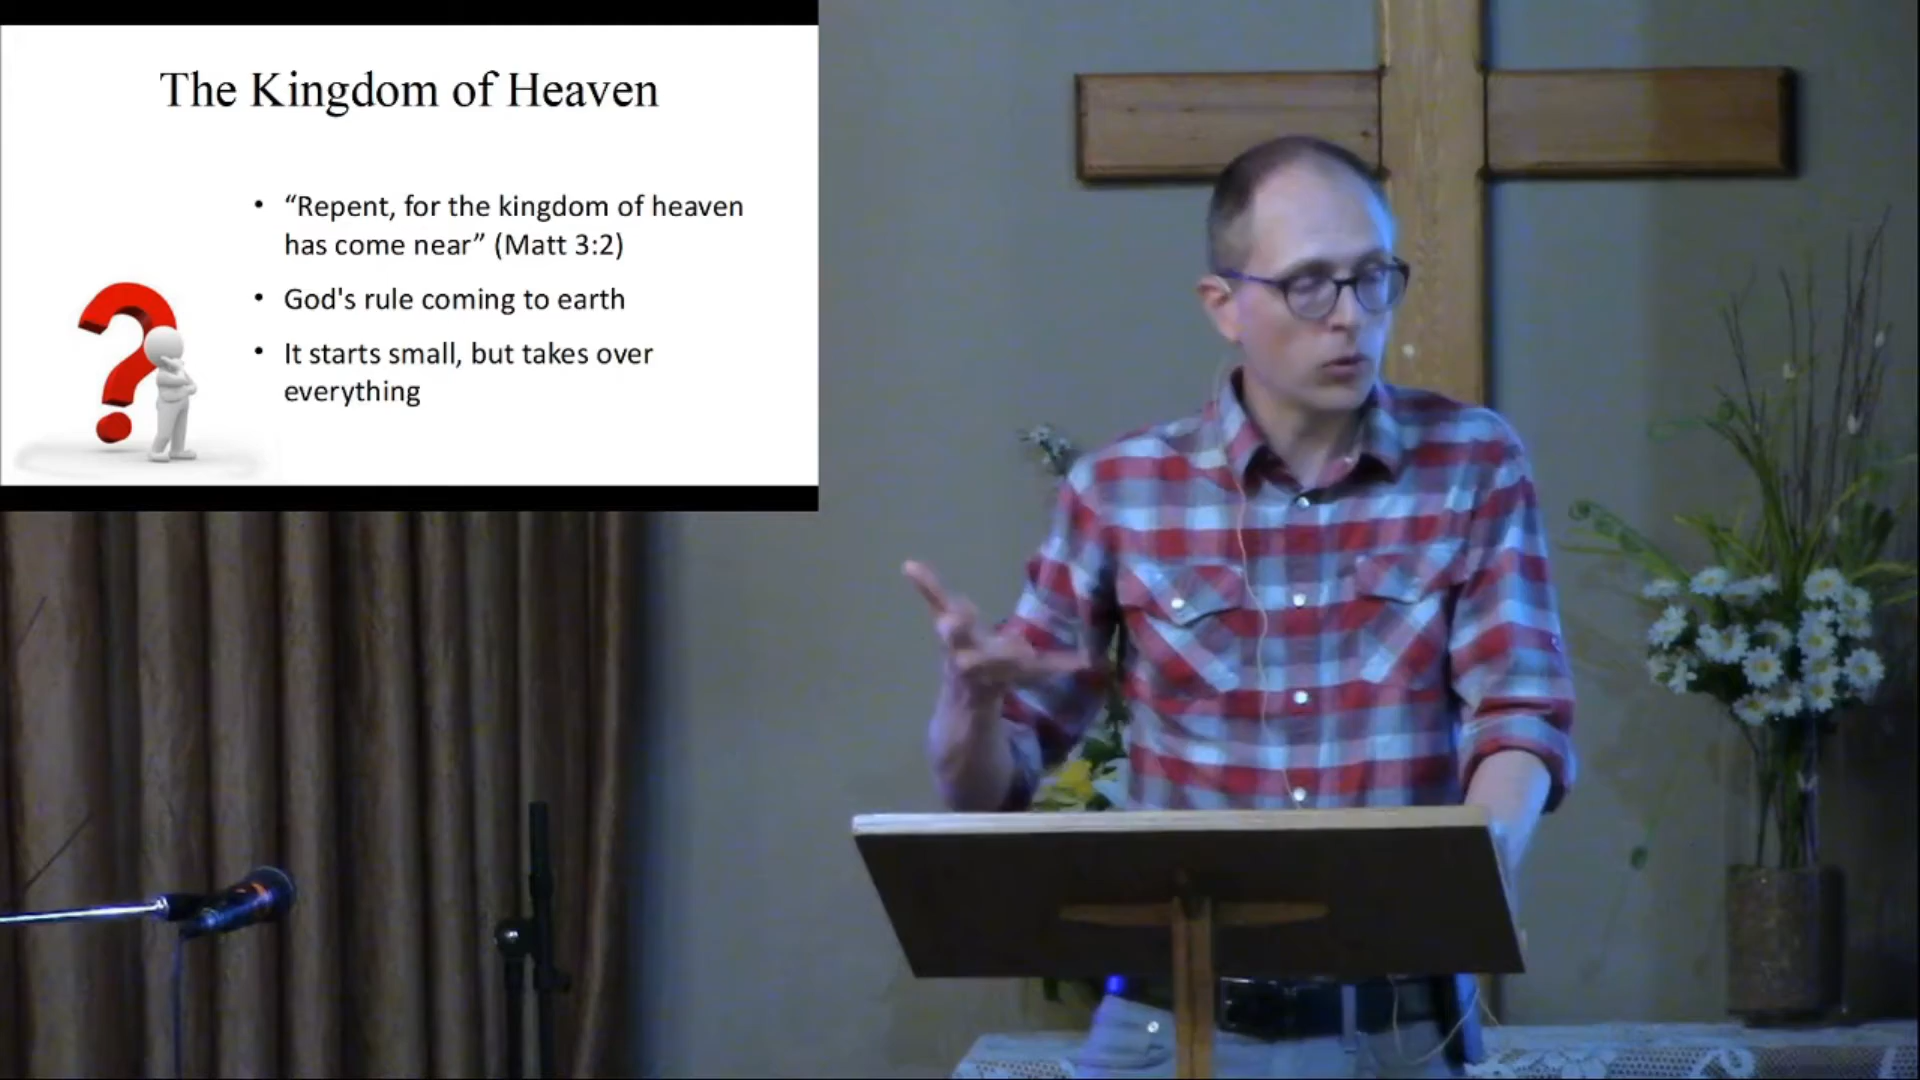 The Kingdom of Heaven
• “Repent, for the kingdom of heaven
has come near” (Matt 3:2)
• God's rule coming to earth
• It starts small, but takes over
everything